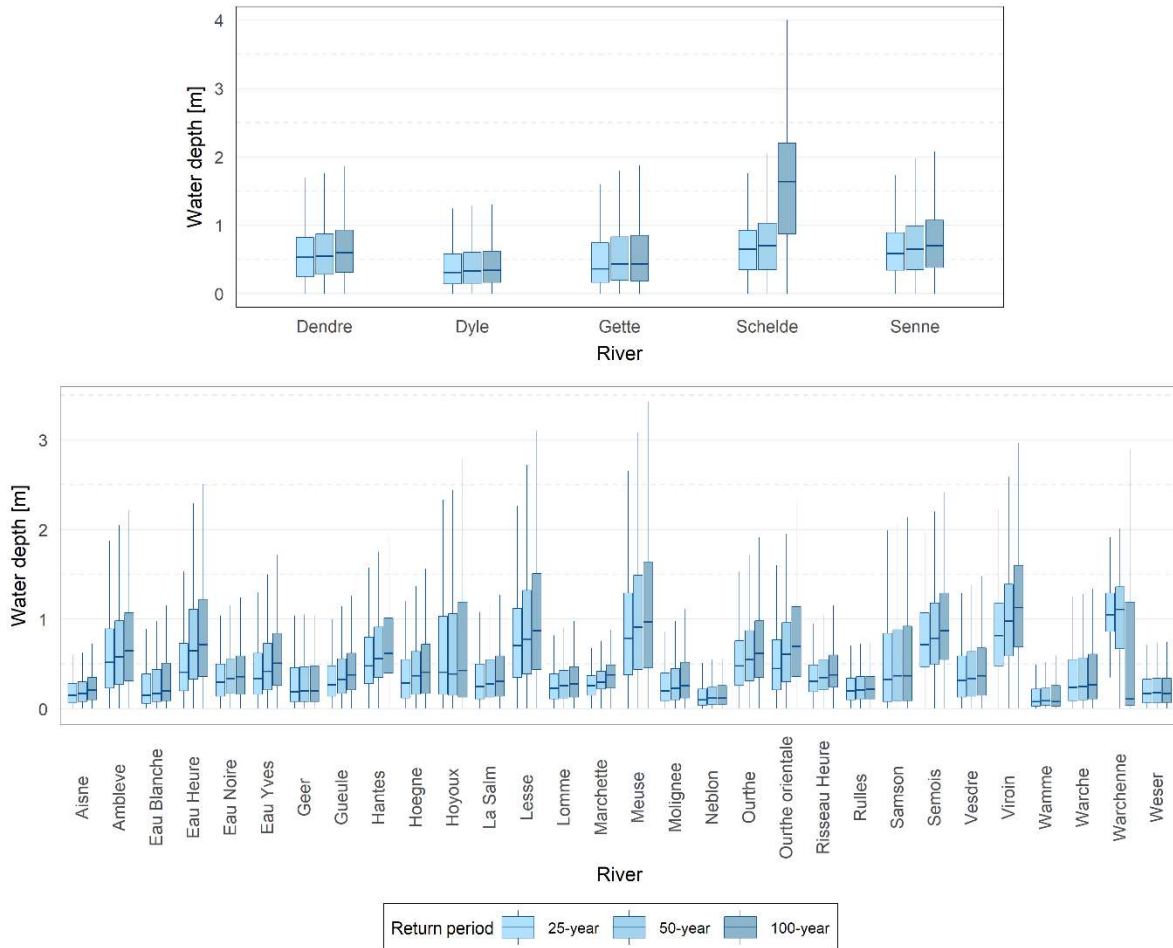 Water depth [m]
4
3
2
1
0
Dendre
Dyle
Gette
Schelde
Senne
River
Water depth [m]
3
2
1
0
Aisne
Ambleve
Eau Blanche
Eau Heure
Eau Noire
Eau Yves
Geer
Gueule
Hantes
Hoegne
Hoyoux
La Salm
Lesse
Lomme
Marchette
Meuse
Molignee
Neblon
Ourthe
Ourthe orientale
Risseau Heure
Rulles
Samson
Semois
Vesdre
Viroin
Wamme
Warche
Warchenne
Weser
River
Return period 25-year 50-year 100-year